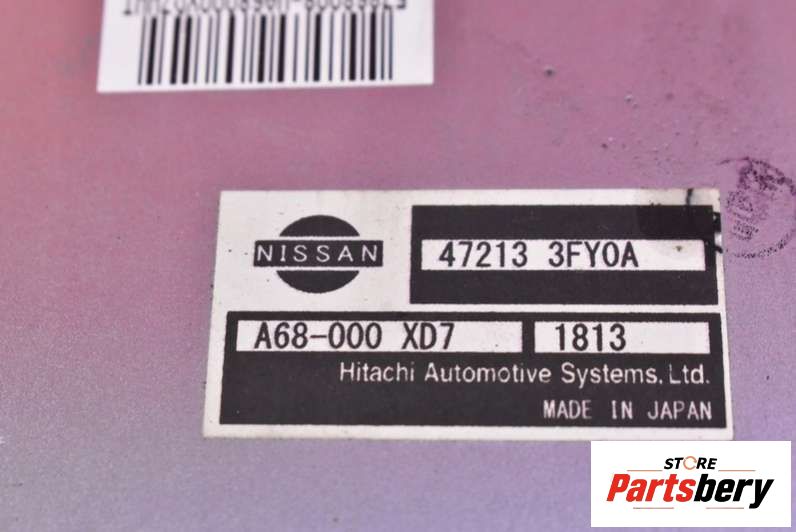 NISSAN
47213 3FY0A
A68-000 XD7
1813
Hitachi Automotive Systems, Ltd.
MADE IN JAPAN
STORE
Partsbery